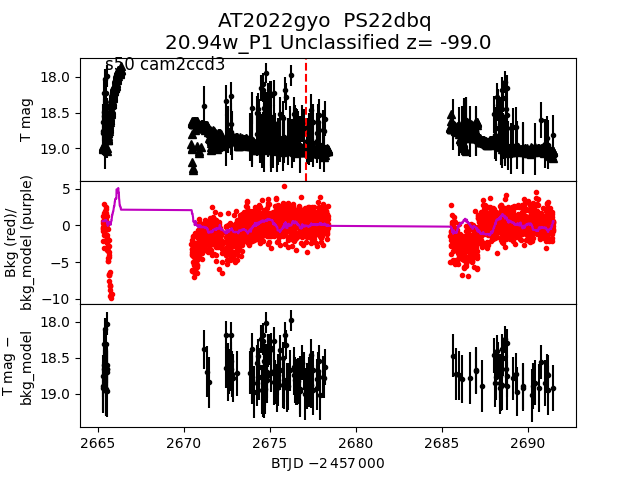 AT2022gyo  PS22dbq
20.94w_P1 Unclassified z= -99.0
s50 cam2ccd3
T mag
18.0
18.5
19.0
Bkg (red)/
bkg_model (purple)
5
0
−5
−10
T mag −
bkg_model
18.0
18.5
19.0
2665 2670 2675 2680 2685 2690
BTJD −2 457 000